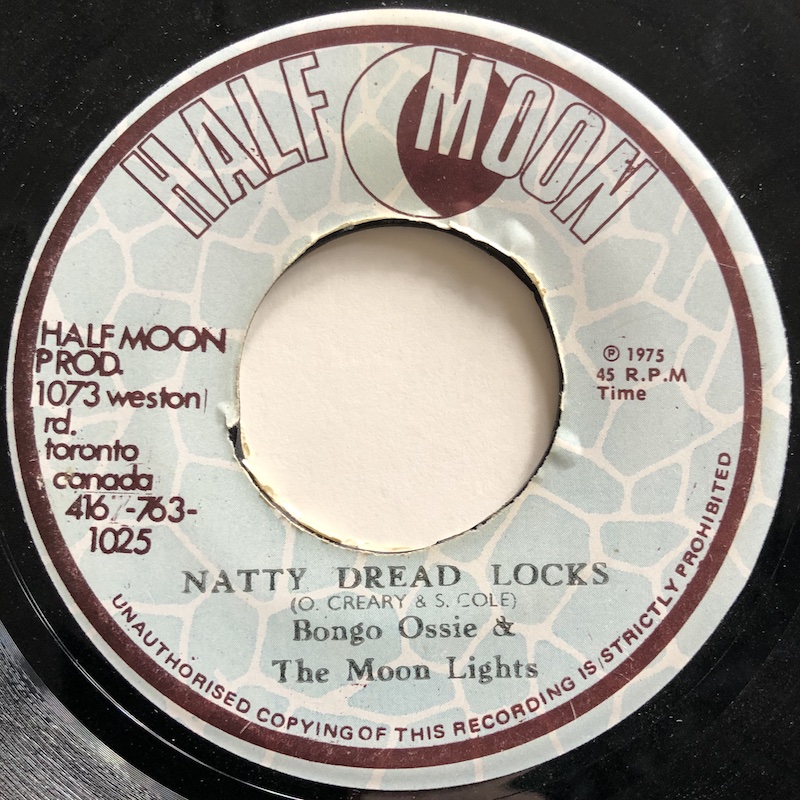 HALF MOON
HALF MOON
PROD.
1073 weston
rd.
toronto
canada
416-763-
1025
℗ 1975
45 R.P.M
Time
NATTY DREAD LOCKS
(O. CREARY & S. COLE)
Bongo Ossie &
The Moon Lights
UNAUTHORISED COPYING OF THIS RECORDING IS STRICTLY PROHIBITED